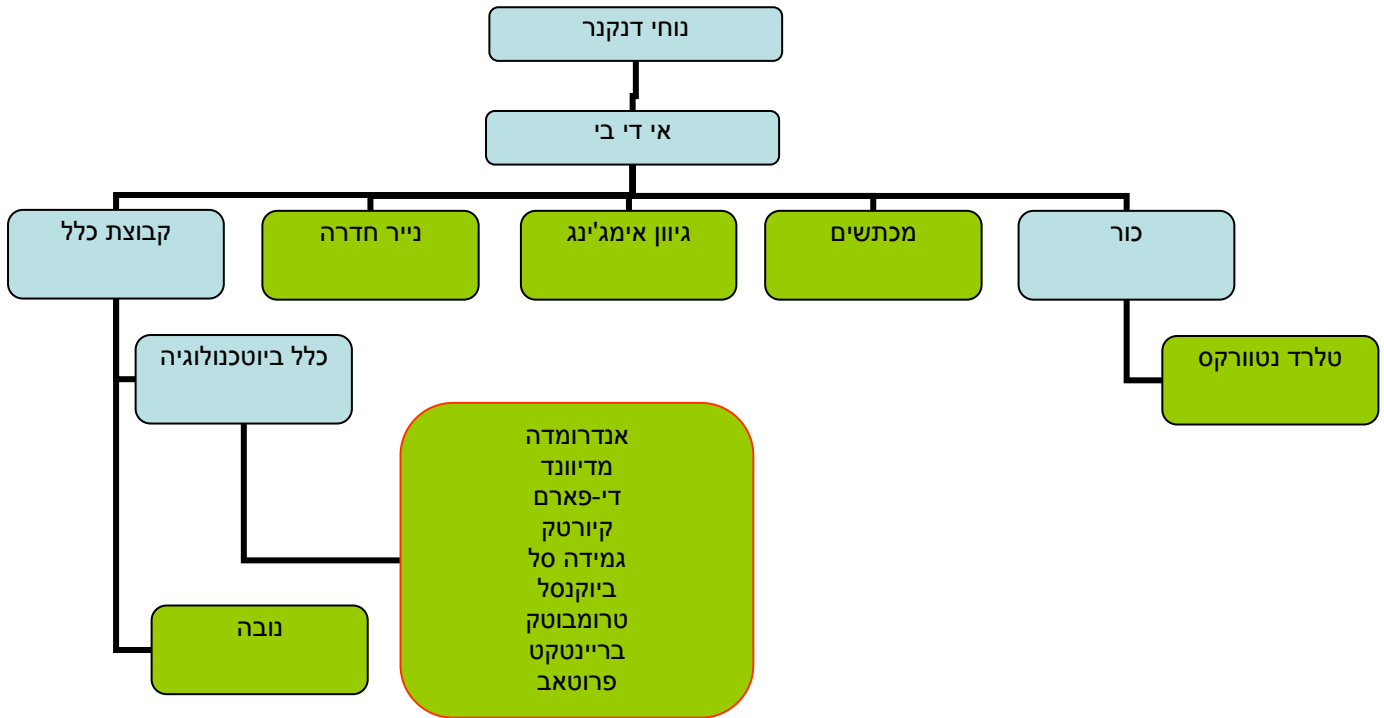 נוחי דנקנר
אי די בי
כור
מכתשים
גיוון אימג'ינג
נייר חדרה
קבוצת כלל
טלרד נטוורקס
כלל ביוטכנולוגיה
אנדרומדה
מדיוונד
די-פארם
קיורטק
גמידה סל
ביוקנסל
טרומבוטק
בריינטקט
פרוטאב
נובה